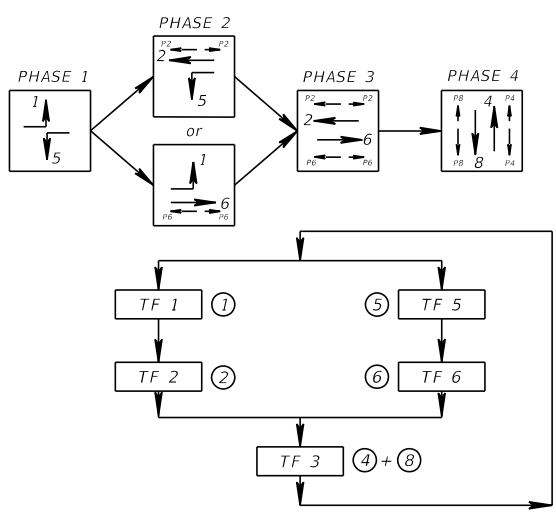 PHASE 1
1
5
PHASE 2
P2 P2
2
5
or
1
6
P6 P6
PHASE 3
P2 P2
2
6
P6 P6
PHASE 4
P8 4 P4
P8 8 P4
TF 1 1
5 TF 5
TF 2 2
6 TF 6
TF 3 4 + 8